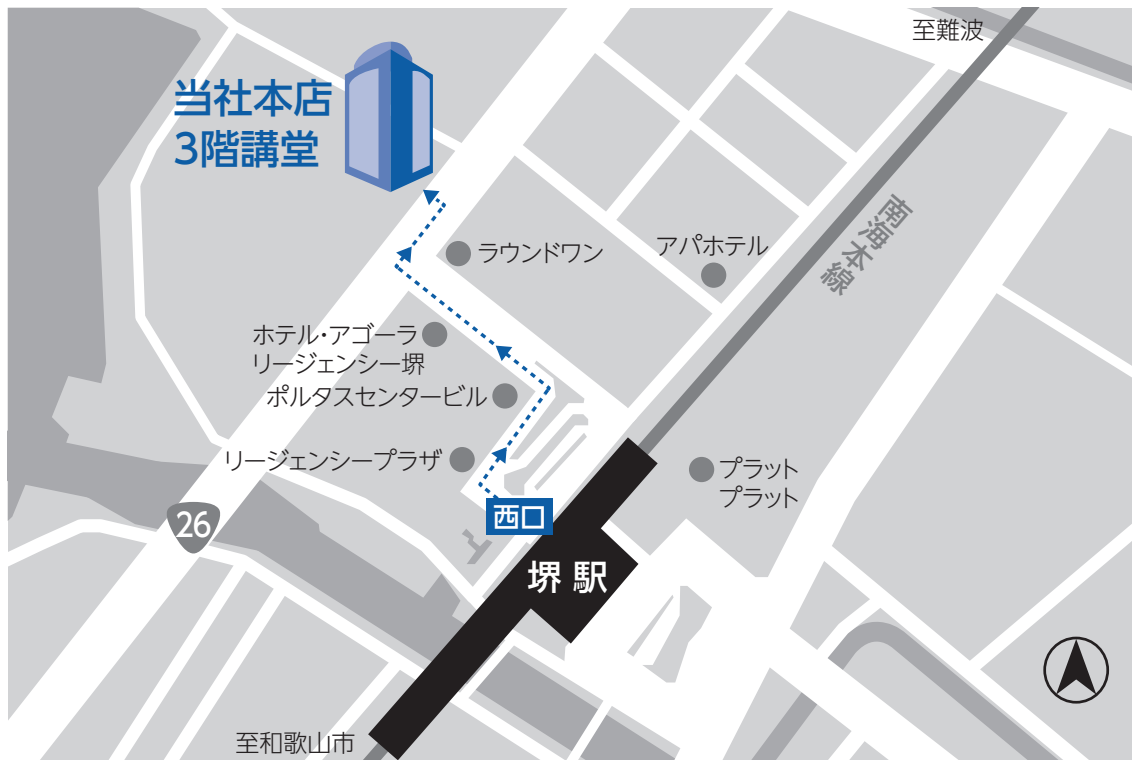 至難波
当社本店
3階講堂
南海本線
ラウンドワン
アパホテル
ホテル・アゴーラ
リージェンシー堺
ポルタスセンタービル
リージェンシープラザ
プラット
プラット
26
西口
堺駅
至和歌山市